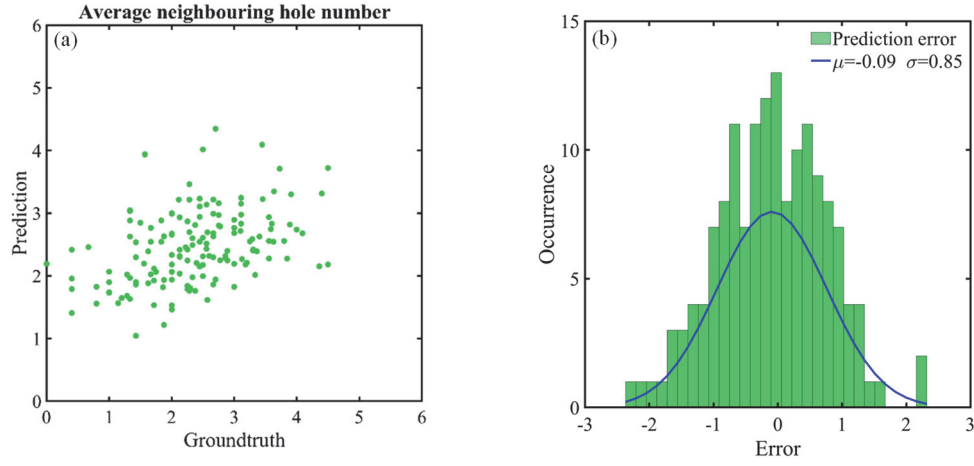 Average neighbouring hole number
(a)
6
5
4
3
2
1
0
Prediction
0 1 2 3 4 5 6
Groundtruth
(b)
Prediction error
μ=-0.09 σ=0.85
15
10
5
0
Occurrence
-3 -2 -1 0 1 2 3
Error